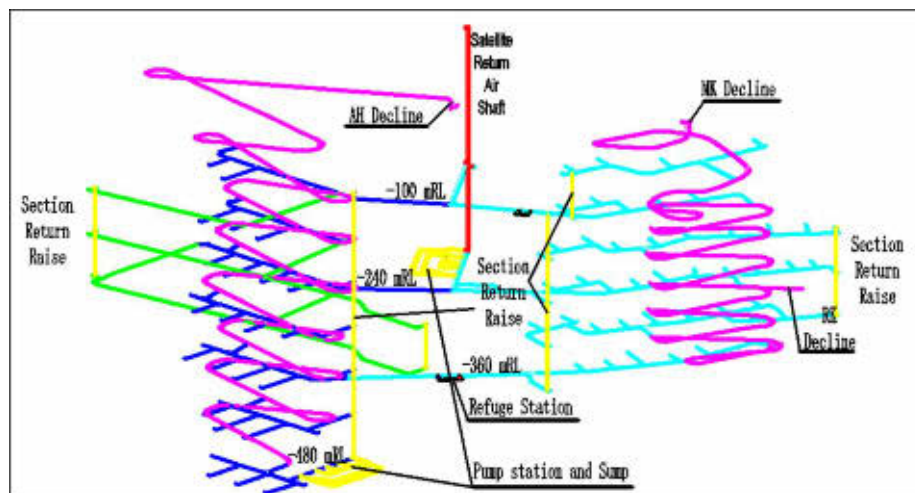 Satellite
Return
Air
Shaft
AH Decline
MK Decline
-100 mRL
Section
Return
Raise
-240 mRL
Section
Return
Raise
Section
Return
Raise
RK
Decline
-360 mRL
Refuge Station
-480 mRL
Pump station and Sump